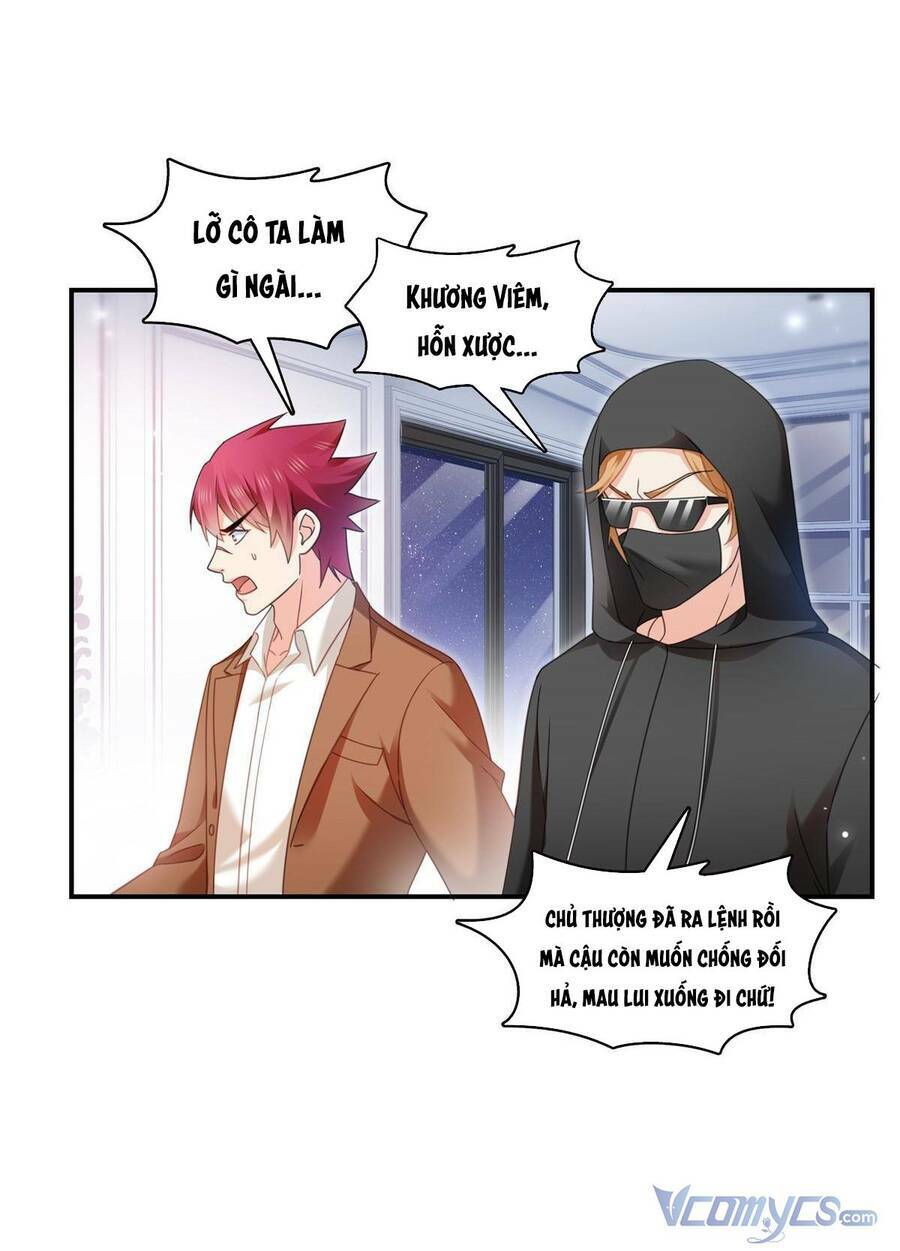 LỠ CÔ TA LÀM
GÌ NGÀI...
KHƯƠNG VIÊM,
HỖN XƯỢC...
CHỦ THƯỢNG ĐÃ RA LỆNH RỒI
MÀ CẬU CÒN MUỐN CHỐNG ĐỐI
HẢ, MAU LUI XUỐNG ĐI CHỨ!
VCOMYCS.com